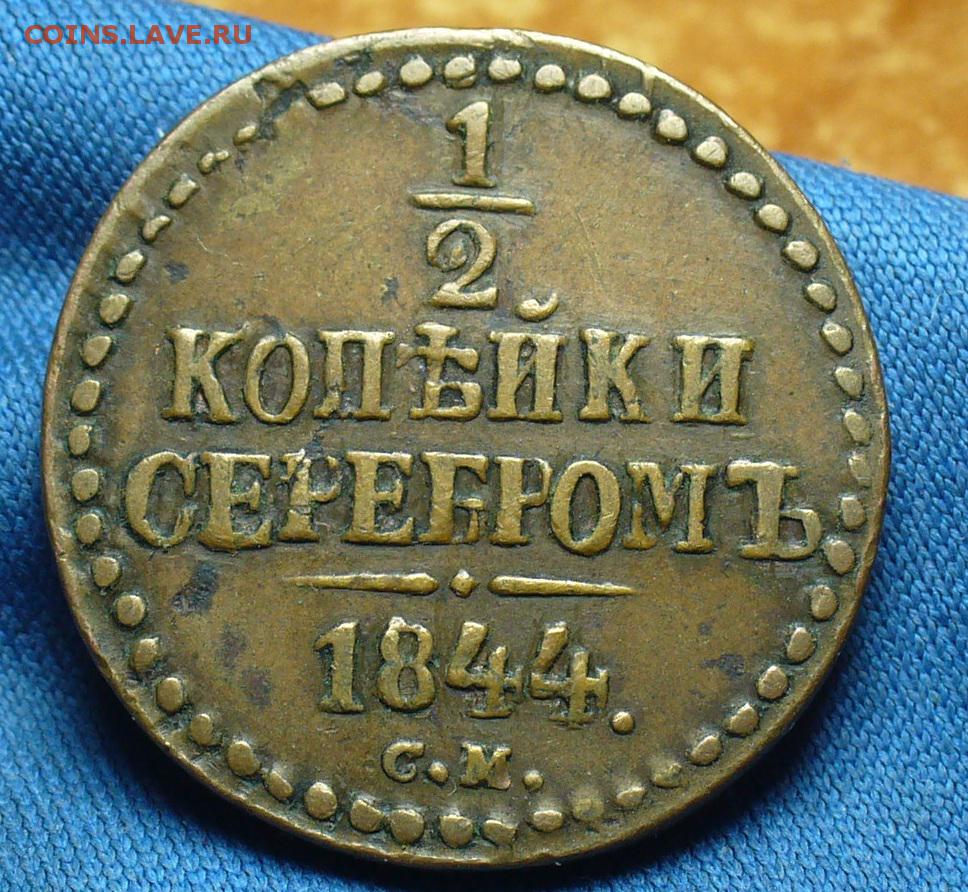 COINS.LAVE.RU
1
2
КОПѢЙКИ
СЕРЕБРОМЪ
1844.
С.М.